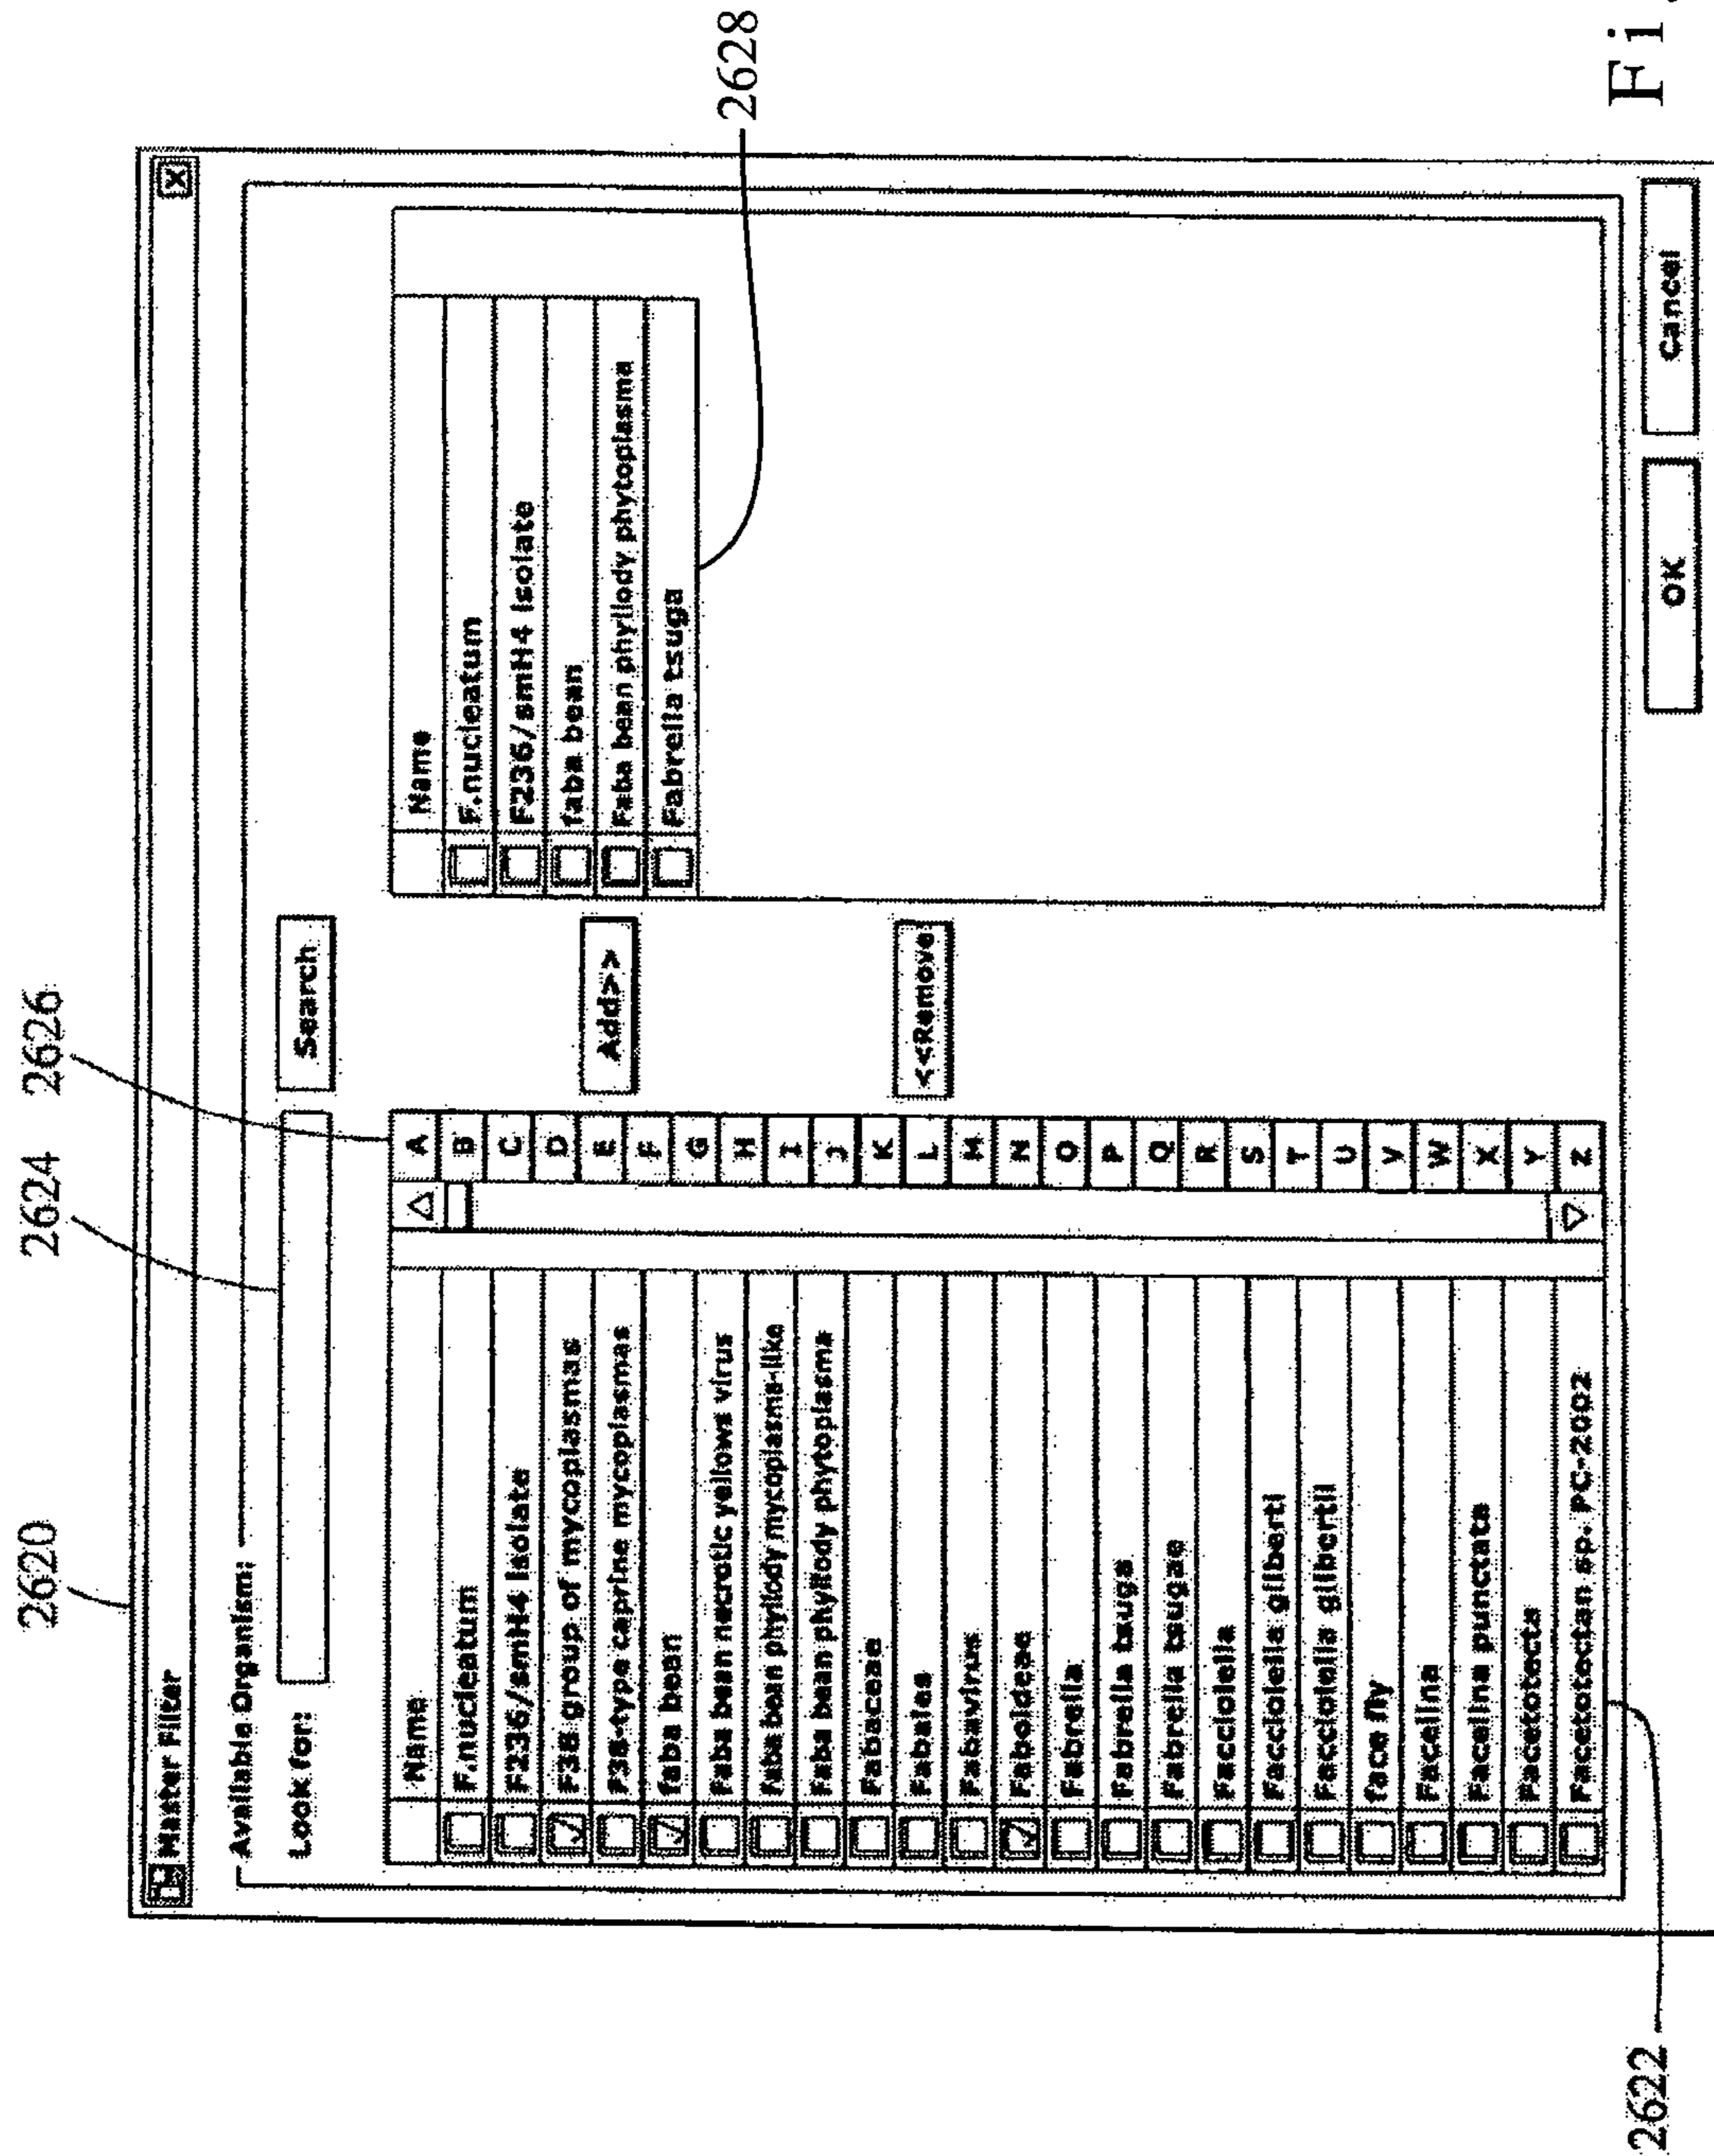 2620
2624 2626
Master Filter
X
Available Organism:
Look for:
Search
Name
F.nucleatum
F236/smH4 isolate
F38 group of mycoplasmas
F38-type caprine mycoplasmas
faba bean
Faba bean necrotic yellows virus
faba bean phyllody mycoplasma-like
Faba bean phyllody phytoplasma
Fabaceae
Fabales
Fabavirus
Faboideae
Fabrella
Fabrella tsuga
Fabrella tsugae
Facciolella
Facciolella gilberti
Facciolella gilbertii
face fly
Facelina
Facelina punctata
Facetotecta
Facetotectan sp. PC-2002
A
B
C
D
E
F
G
H
I
J
K
L
M
N
O
P
Q
R
S
T
U
V
W
X
Y
Z
Add>>
<<Remove
Name
F.nucleatum
F236/smH4 isolate
faba bean
Faba bean phyllody phytoplasma
Fabrella tsuga
2628
OK
Cancel
2622